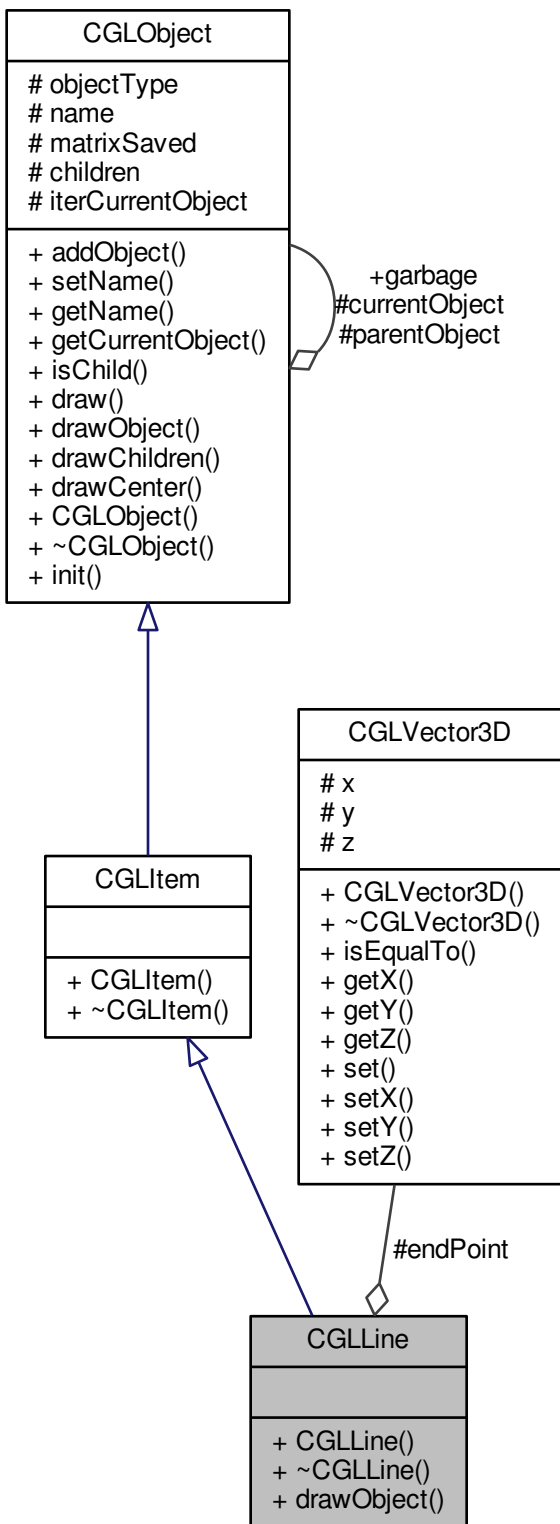 CGLObject
# objectType
# name
# matrixSaved
# children
# iterCurrentObject
+ addObject()
+ setName()
+ getName()
+ getCurrentObject()
+ isChild()
+ draw()
+ drawObject()
+ drawChildren()
+ drawCenter()
+ CGLObject()
+ ~CGLObject()
+ init()
+garbage
#currentObject
#parentObject
CGLItem
+ CGLItem()
+ ~CGLItem()
CGLVector3D
# x
# y
# z
+ CGLVector3D()
+ ~CGLVector3D()
+ isEqualTo()
+ getX()
+ getY()
+ getZ()
+ set()
+ setX()
+ setY()
+ setZ()
#endPoint
CGLLine
+ CGLLine()
+ ~CGLLine()
+ drawObject()